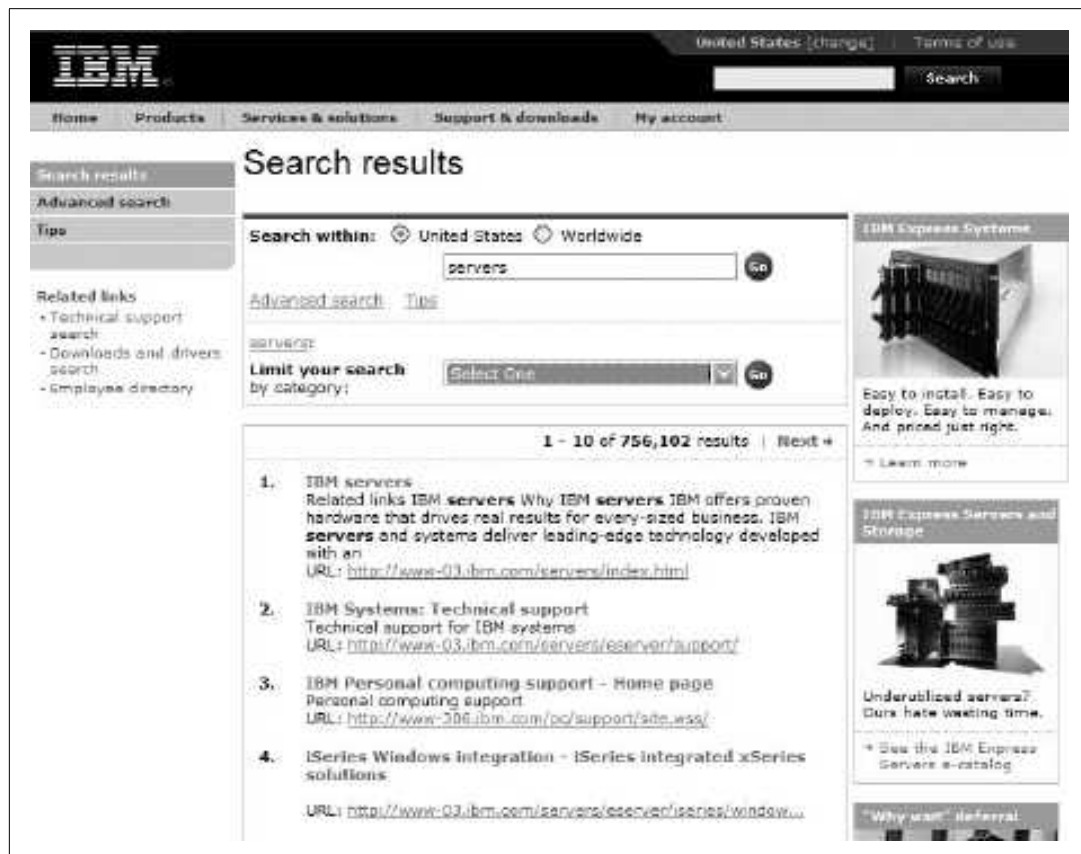 United States [change] | Terms of use
IBM
Search
Home Products Services & solutions Support & downloads My account
Search results
Advanced search
Tips
Related links
• Technical support
search
• Downloads and drivers
search
• Employee directory
Search results
Search within: United States Worldwide
servers Go
Advanced search Tips
servers:
Limit your search
by category:
Select One Go
1 - 10 of 756,102 results | Next
1. IBM servers
Related links IBM servers Why IBM servers IBM offers proven
hardware that drives real results for every-sized business. IBM
servers and systems deliver leading-edge technology developed
with an
URL: http://www-03.ibm.com/servers/index.html
2. IBM Systems: Technical support
Technical support for IBM systems
URL: http://www-03.ibm.com/servers/eserver/support/
3. IBM Personal computing support - Home page
Personal computing support
URL: http://www-306.ibm.com/pc/support/site.wss/
4. iSeries Windows integration - iSeries integrated xSeries
solutions
URL: http://www-03.ibm.com/servers/eserver/iseries/window...
IBM Express Systems
Easy to install. Easy to
deploy. Easy to manage.
And priced just right.
Learn more
IBM Express Servers and
Storage
Underutilized servers?
Ours hate wasting time.
See the IBM Express
Servers e-catalog
"Why wait" deferral